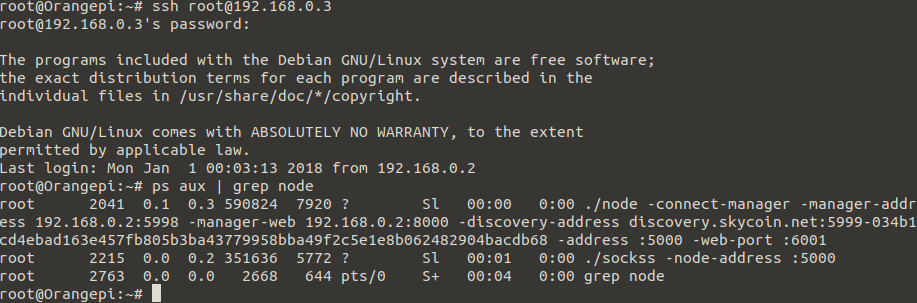 root@Orangepi:~# ssh root@192.168.0.3
root@192.168.0.3's password:
The programs included with the Debian GNU/Linux system are free software;
the exact distribution terms for each program are described in the
individual files in /usr/share/doc/*/copyright.
Debian GNU/Linux comes with ABSOLUTELY NO WARRANTY, to the extent
permitted by applicable law.
Last login: Mon Jan  1 00:03:13 2018 from 192.168.0.2
root@Orangepi:~# ps aux | grep node
root      2041  0.1  0.3 590824  7920 ?        Sl   00:00   0:00 ./node -connect-manager -manager-addr
ess 192.168.0.2:5998 -manager-web 192.168.0.2:8000 -discovery-address discovery.skycoin.net:5999-034b1
cd4ebad163e457fb805b3ba43779958bba49f2c5e1e8b062482904bacdb68 -address :5000 -web-port :6001
root      2215  0.0  0.2 351636  5772 ?        Sl   00:01   0:00 ./sockss -node-address :5000
root      2763  0.0  0.0   2668   644 pts/0    S+   00:04   0:00 grep node
root@Orangepi:~#